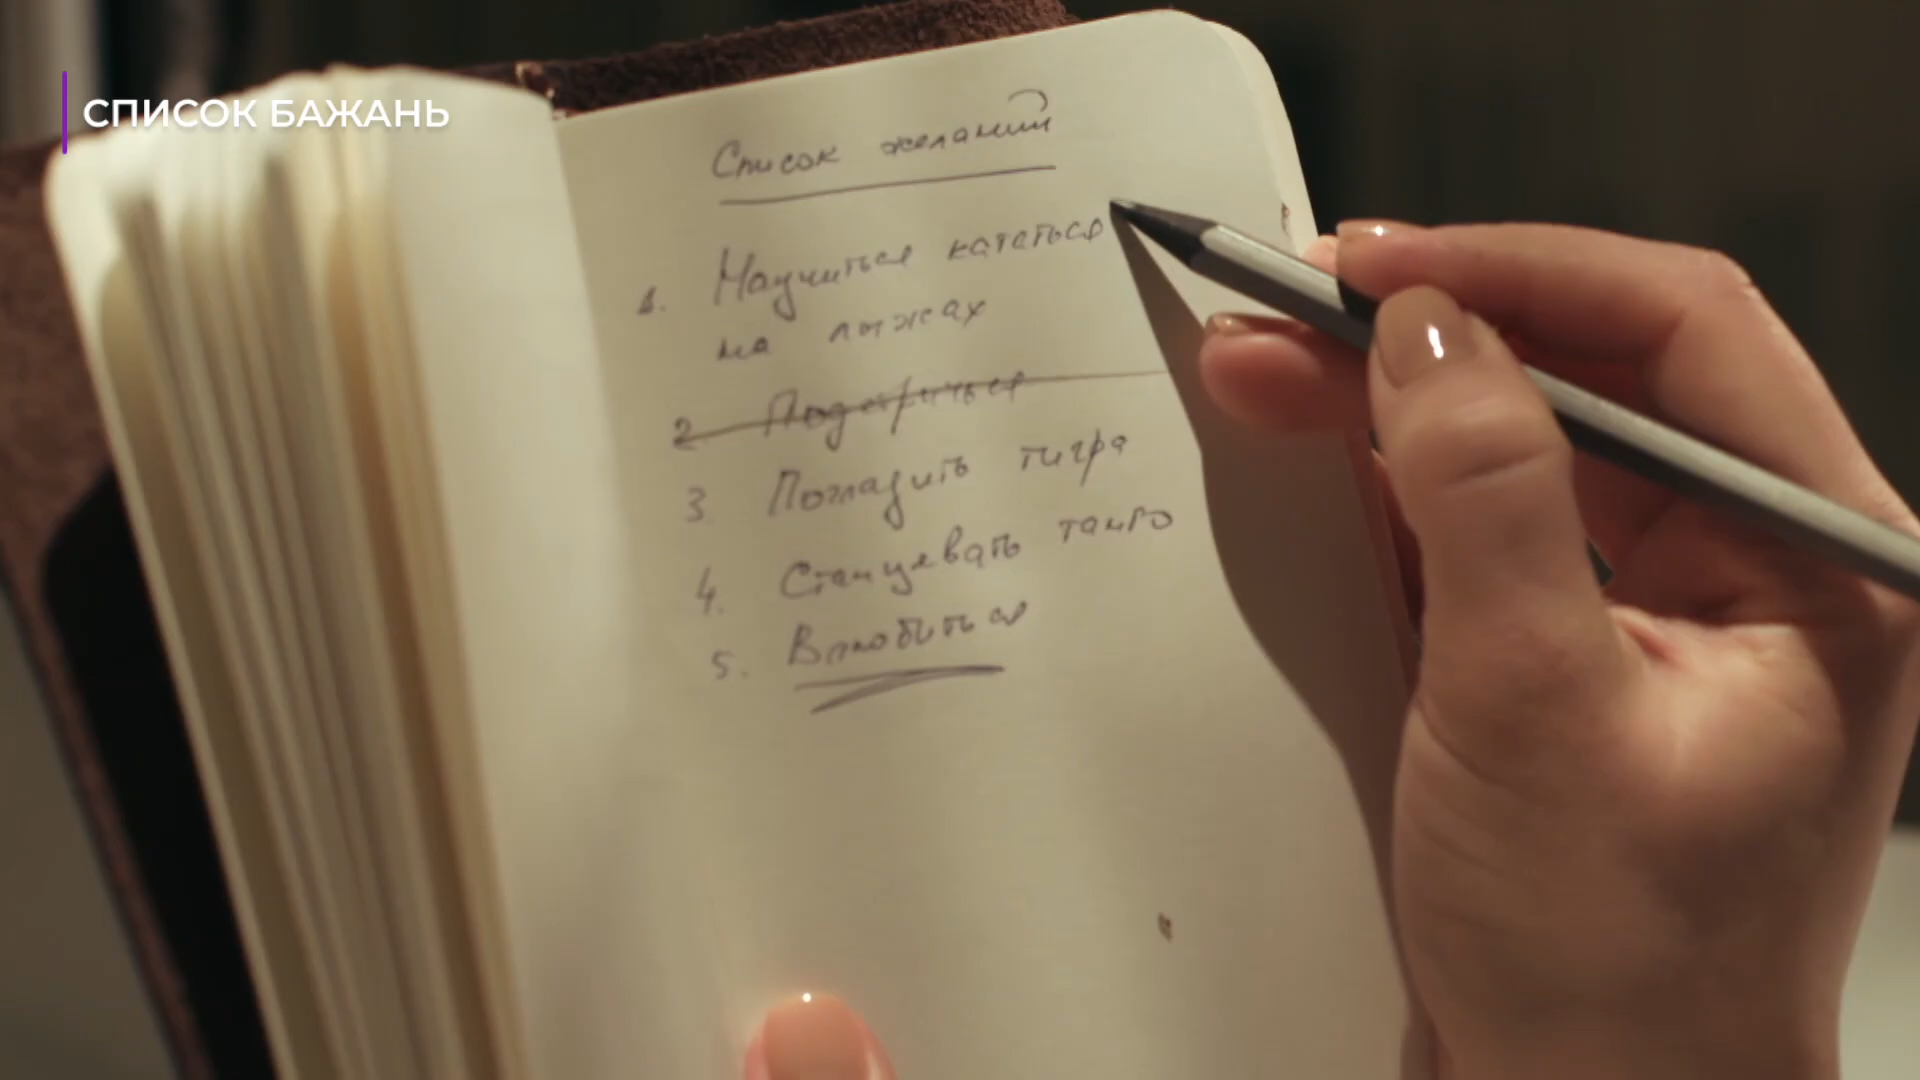 СПИСОК БАЖАНЬ
Список желаний
1. Научиться кататься
на лыжах
2 Подстричься
3 Погладить тигра
4. Станцевать танго
5. Влюбиться